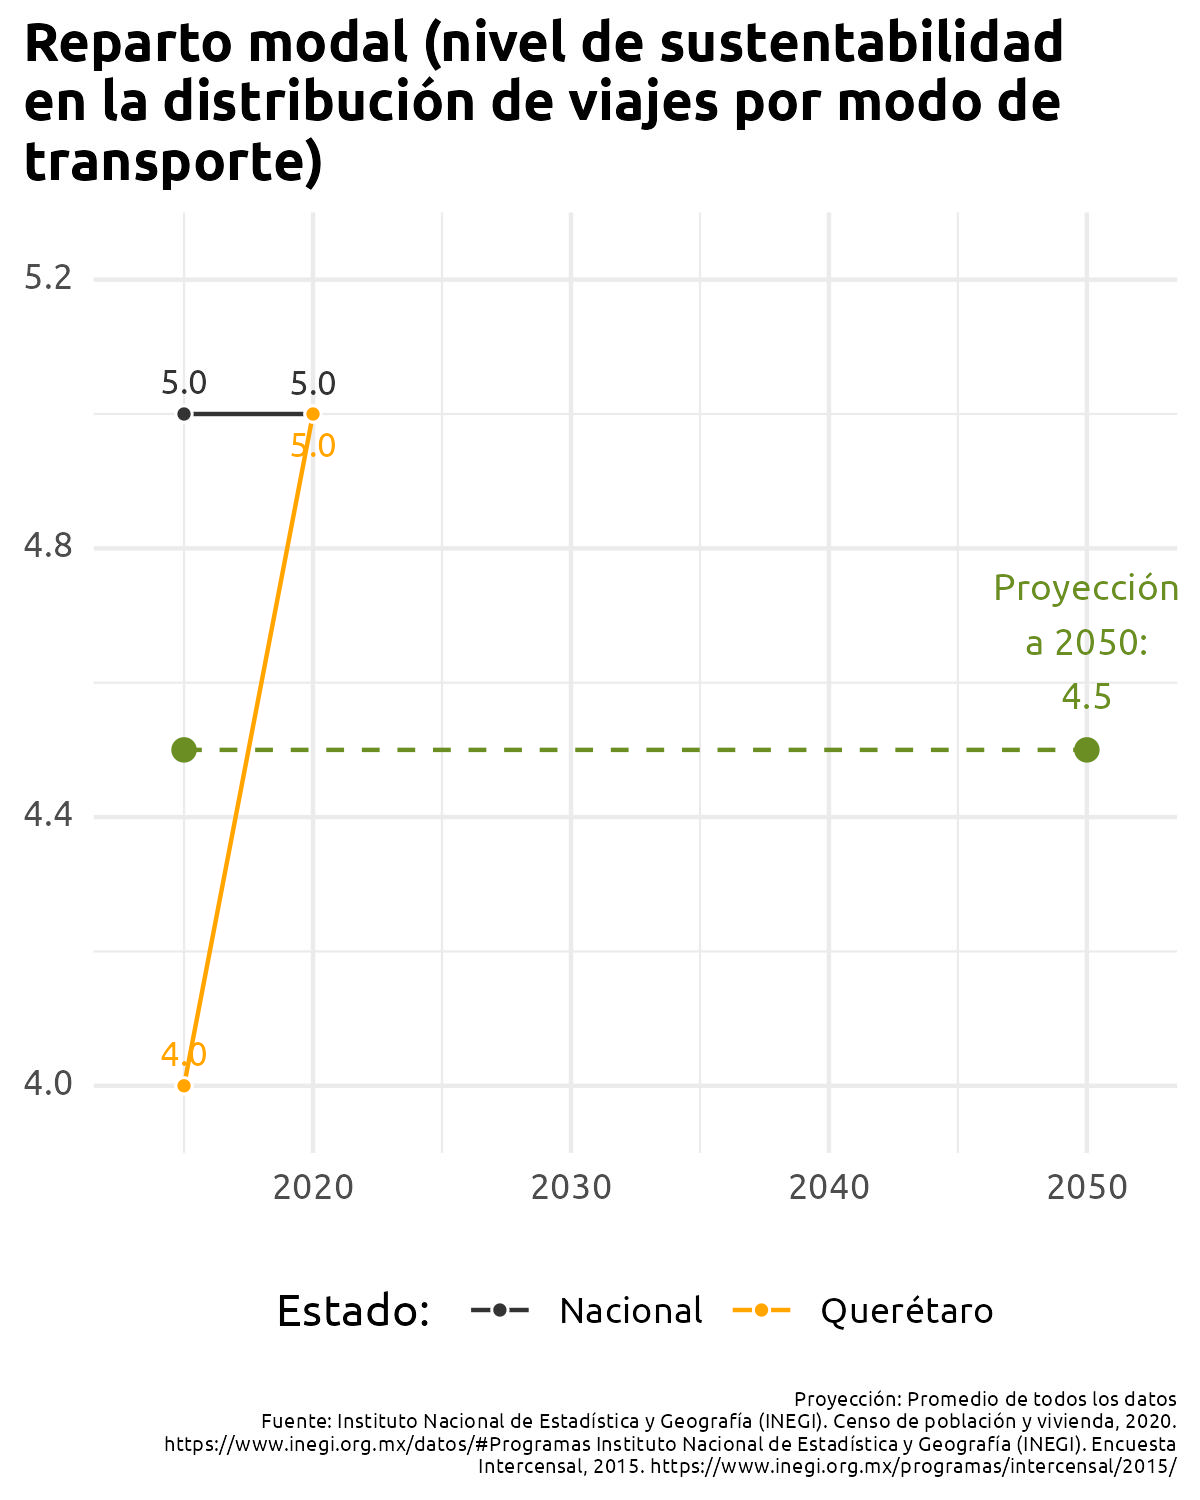 Reparto modal (nivel de sustentabilidad
en la distribución de viajes por modo de
transporte)
5.2
5.0
5.0
5.0
4.8
Proyección
a 2050:
4.5
4.4
4.0
4.0
2020
2030
2040
2050
Estado:
Nacional
Querétaro
Proyección: Promedio de todos los datos
Fuente: Instituto Nacional de Estadística y Geografía (INEGI). Censo de población y vivienda, 2020.
https://www.inegi.org.mx/datos/#Programas Instituto Nacional de Estadística y Geografía (INEGI). Encuesta
Intercensal, 2015. https://www.inegi.org.mx/programas/intercensal/2015/